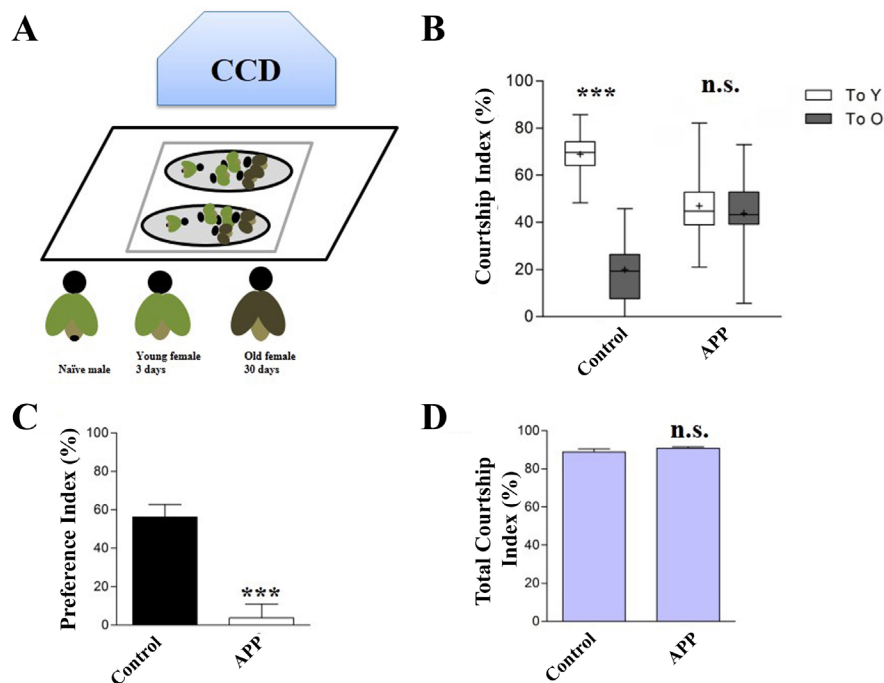 A
CCD
Naïve male
Young female
3 days
Old female
30 days
B
Courtship Index (%)
100
80
60
40
20
0
***
n.s.
To Y
To O
Control
APP
C
Preference Index (%)
100
80
60
40
20
0
***
Control
APP
D
Total Courtship
Index (%)
100
80
60
40
20
0
n.s.
Control
APP